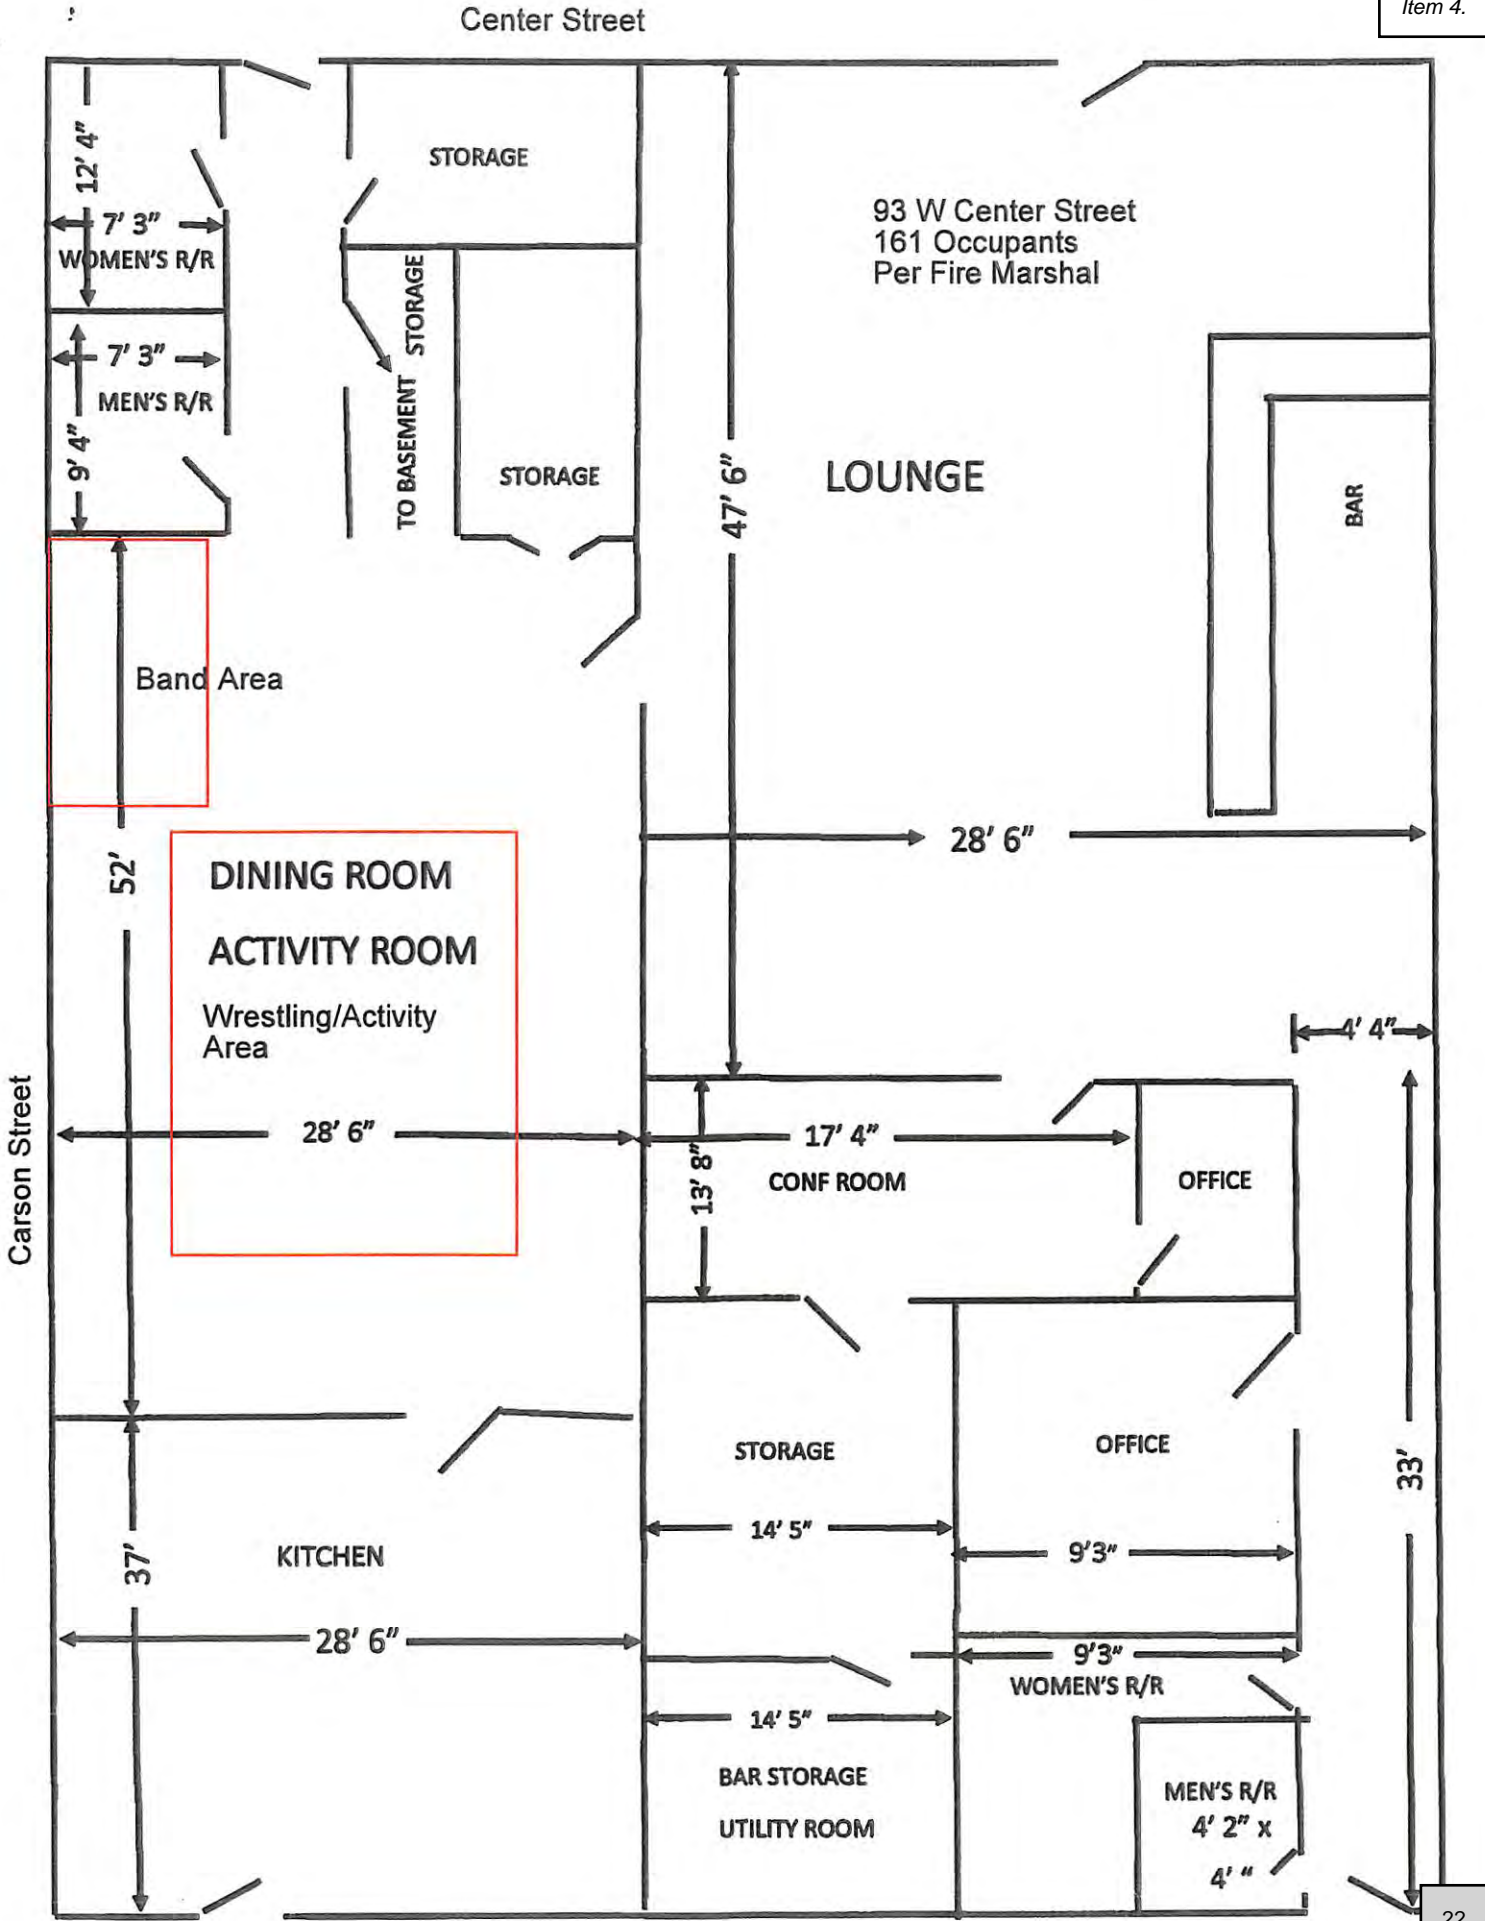 Center Street
Item 4.
12' 4"
7' 3"
WOMEN'S R/R
7' 3"
MEN'S R/R
9' 4"
STORAGE
TO BASEMENT STORAGE
STORAGE
93 W Center Street
161 Occupants
Per Fire Marshal
LOUNGE
47' 6"
BAR
Band Area
28' 6"
52'
DINING ROOM
ACTIVITY ROOM
Wrestling/Activity
Area
28' 6"
Carson Street
4' 4"
17' 4"
13' 8"
CONF ROOM
OFFICE
STORAGE
OFFICE
33'
14' 5"
9'3"
KITCHEN
37'
28' 6"
9'3"
WOMEN'S R/R
14' 5"
BAR STORAGE
UTILITY ROOM
MEN'S R/R
4' 2" x
4' "
22